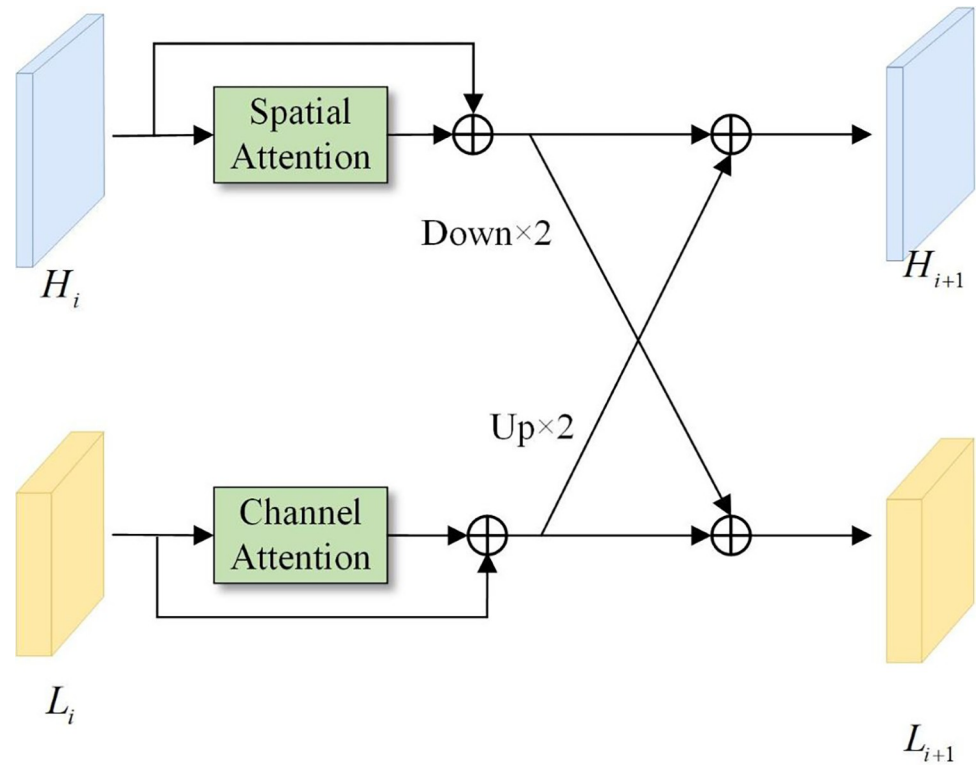 Spatial
Attention
H_i
H_{i+1}
Down×2
Up×2
Channel
Attention
L_i
L_{i+1}